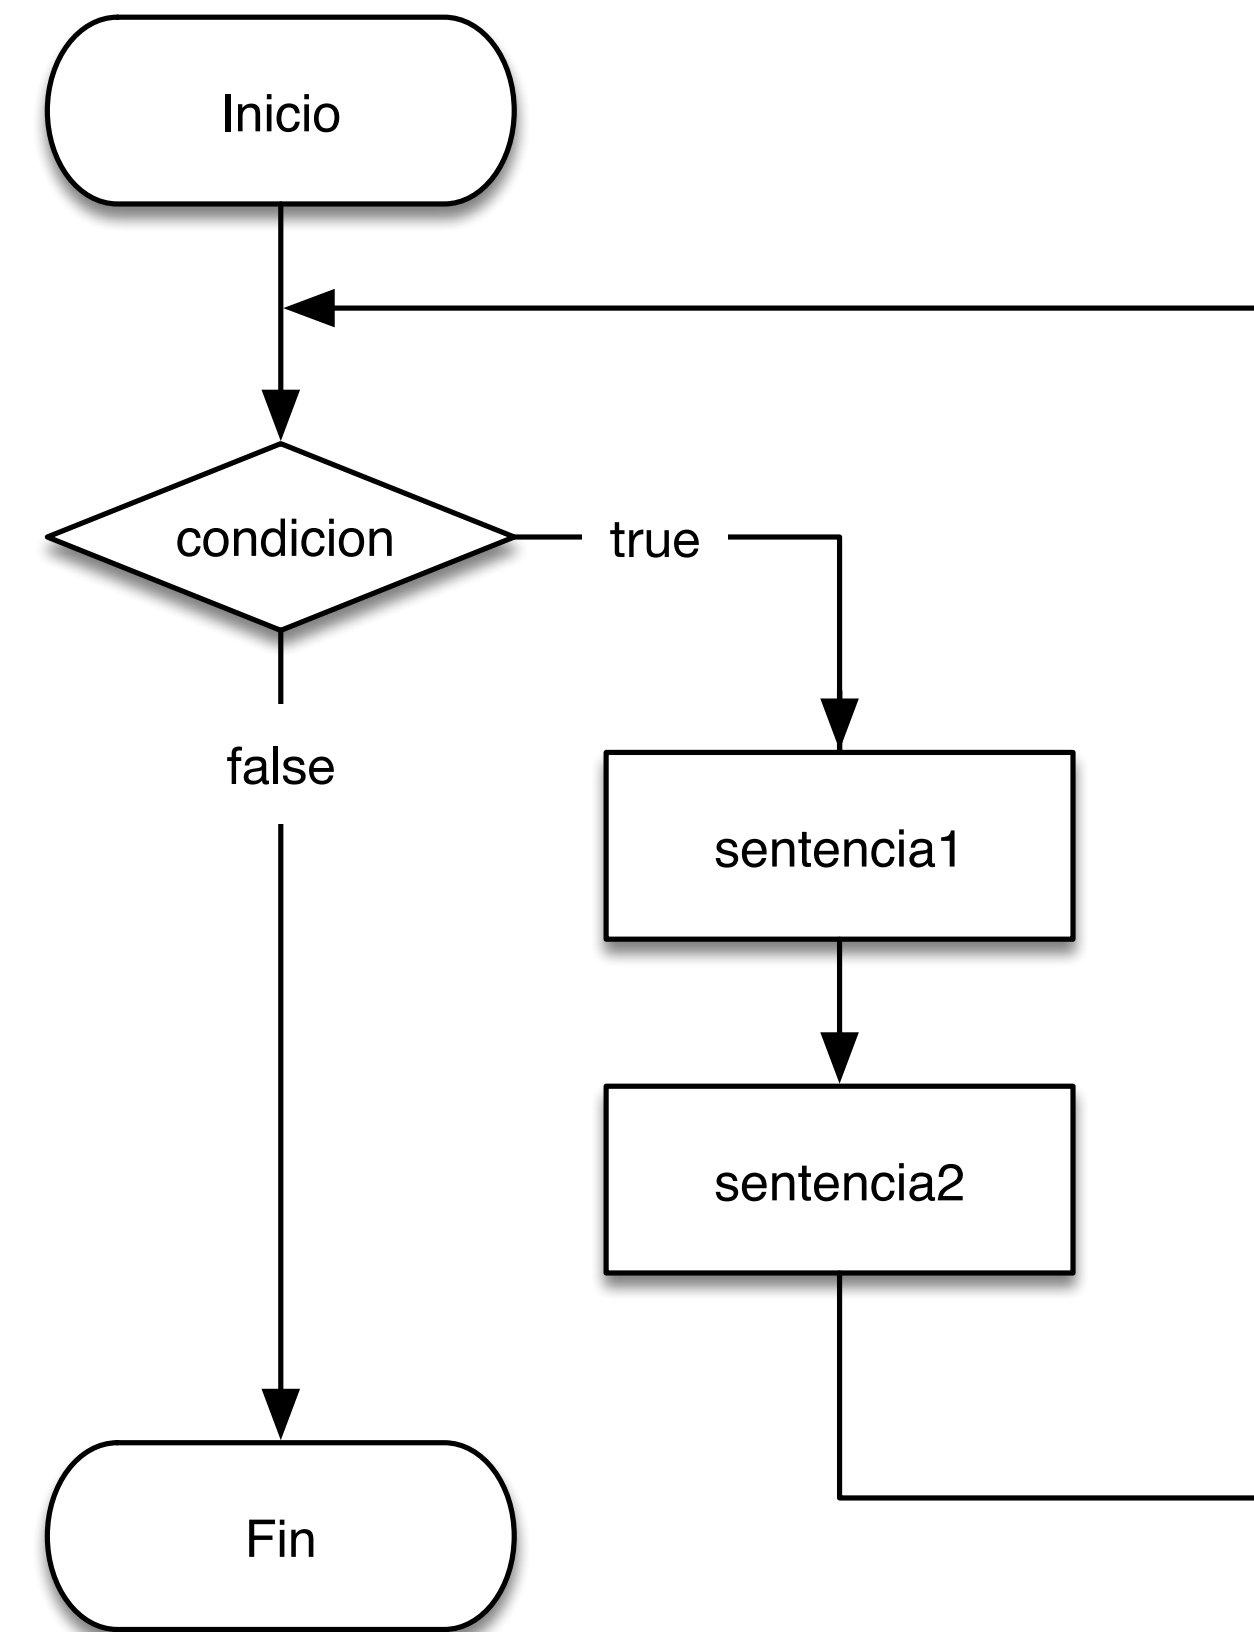 Inicio
condicion
true
false
sentencia1
sentencia2
Fin